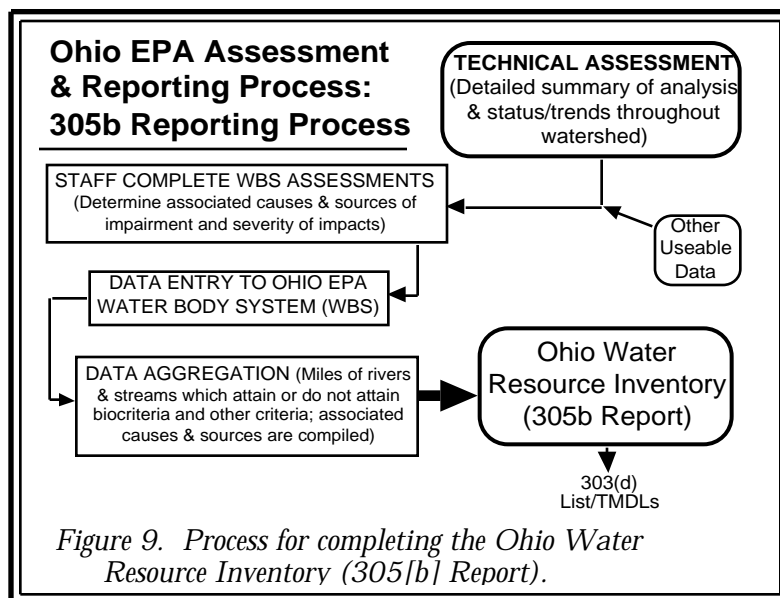 Ohio EPA Assessment
& Reporting Process:
305b Reporting Process
TECHNICAL ASSESSMENT
(Detailed summary of analysis
& status/trends throughout
watershed)
STAFF COMPLETE WBS ASSESSMENTS
(Determine associated causes & sources of
impairment and severity of impacts)
Other
Useable
Data
DATA ENTRY TO OHIO EPA
WATER BODY SYSTEM (WBS)
DATA AGGREGATION (Miles of rivers
& streams which attain or do not attain
biocriteria and other criteria; associated
causes & sources are compiled)
Ohio Water
Resource Inventory
(305b Report)
303(d)
List/TMDLs
Figure 9. Process for completing the Ohio Water
Resource Inventory (305[b] Report).